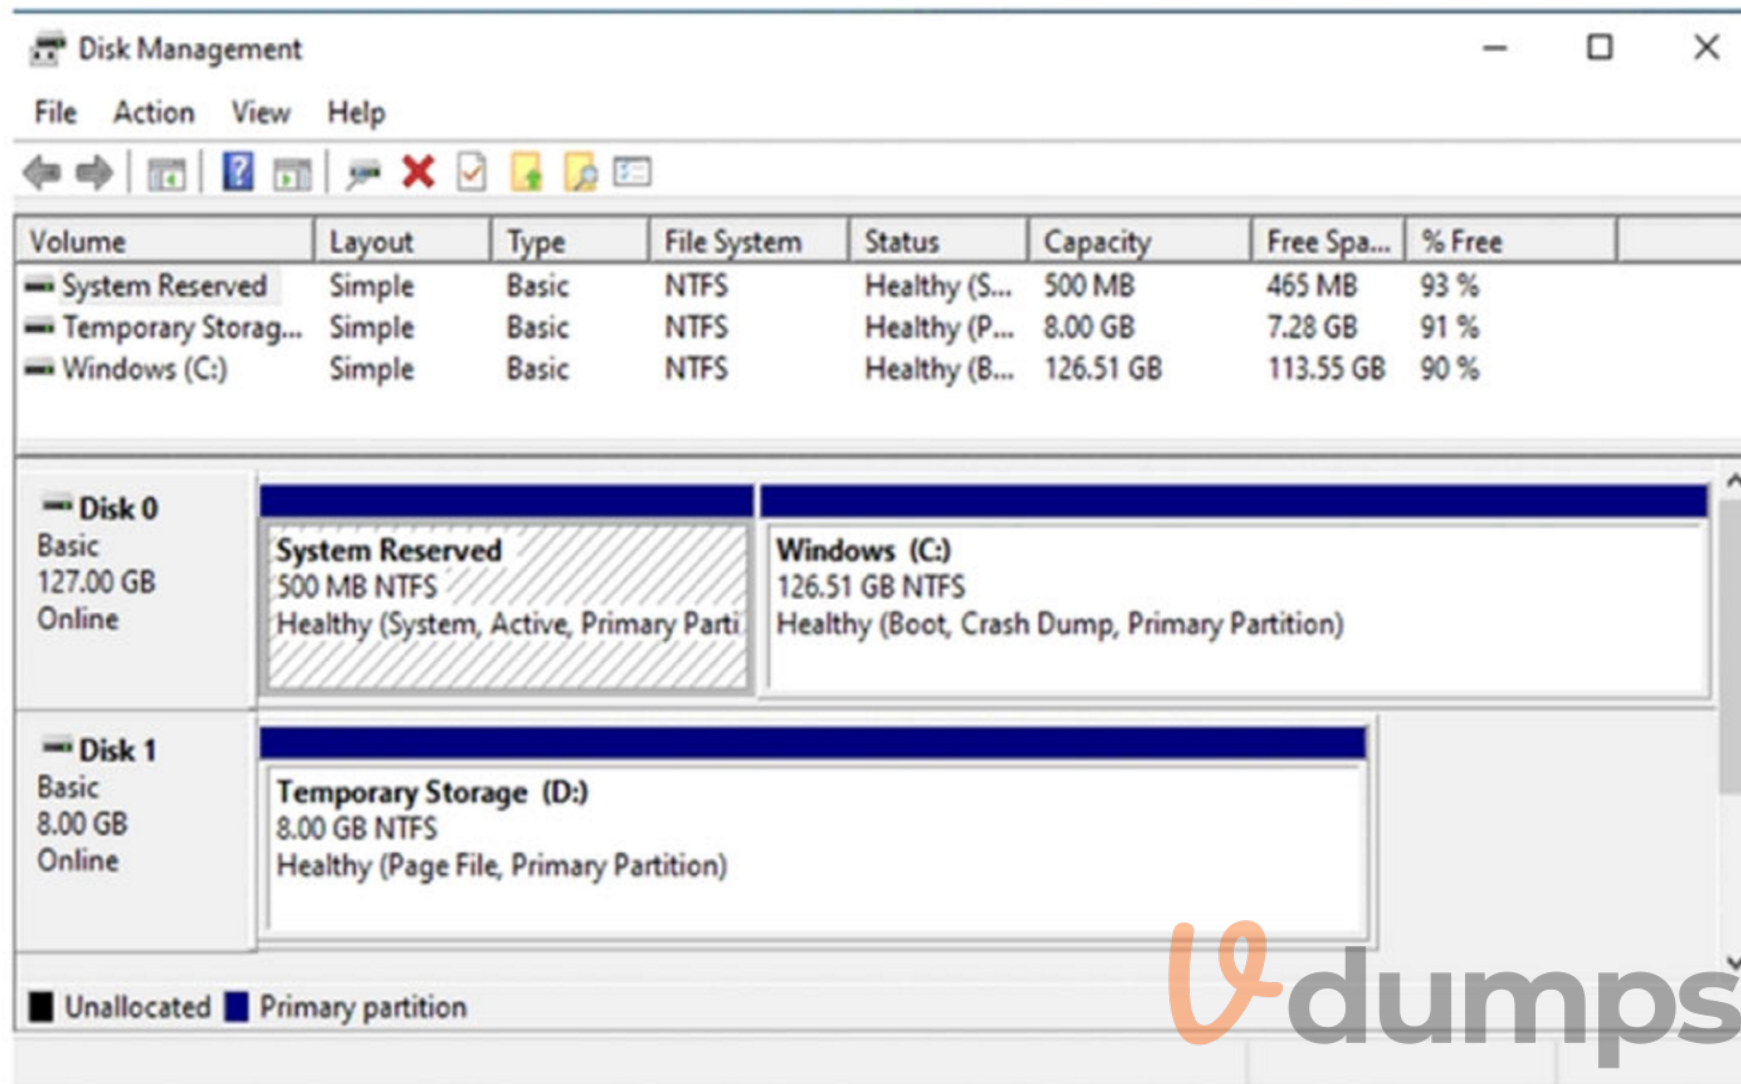 Disk Management
File Action View Help
Volume Layout Type File System Status Capacity Free Spa... % Free
System Reserved Simple Basic NTFS Healthy (S... 500 MB 465 MB 93 %
Temporary Storag... Simple Basic NTFS Healthy (P... 8.00 GB 7.28 GB 91 %
Windows (C:) Simple Basic NTFS Healthy (B... 126.51 GB 113.55 GB 90 %
Disk 0
Basic
127.00 GB
Online
System Reserved
500 MB NTFS
Healthy (System, Active, Primary Parti
Windows (C:)
126.51 GB NTFS
Healthy (Boot, Crash Dump, Primary Partition)
Disk 1
Basic
8.00 GB
Online
Temporary Storage (D:)
8.00 GB NTFS
Healthy (Page File, Primary Partition)
Unallocated Primary partition
Vdumps